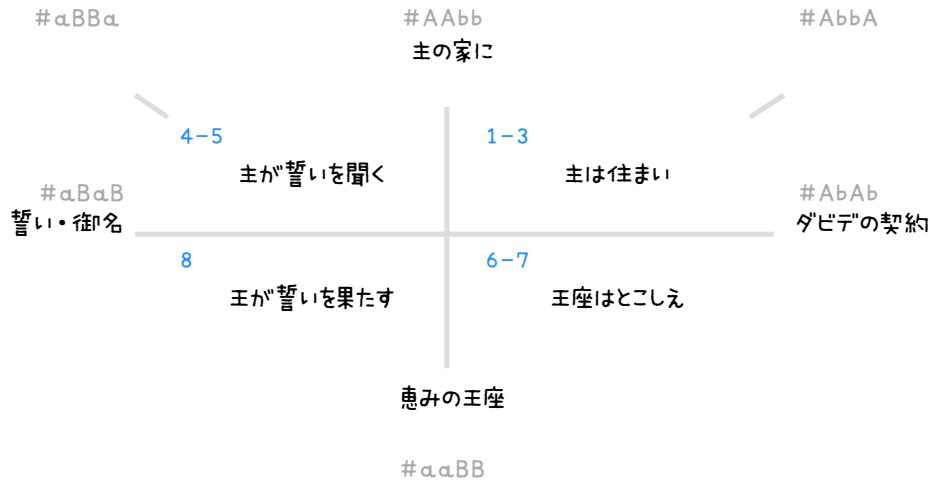 #aBBa
#AAbb
#AbbA
主の家に
4-5
1-3
主が誓いを聞く
主は住まい
#aBaB
#AbAb
誓い・御名
ダビデの契約
8
6-7
王が誓いを果たす
王座はとこしえ
恵みの王座
#aaBB